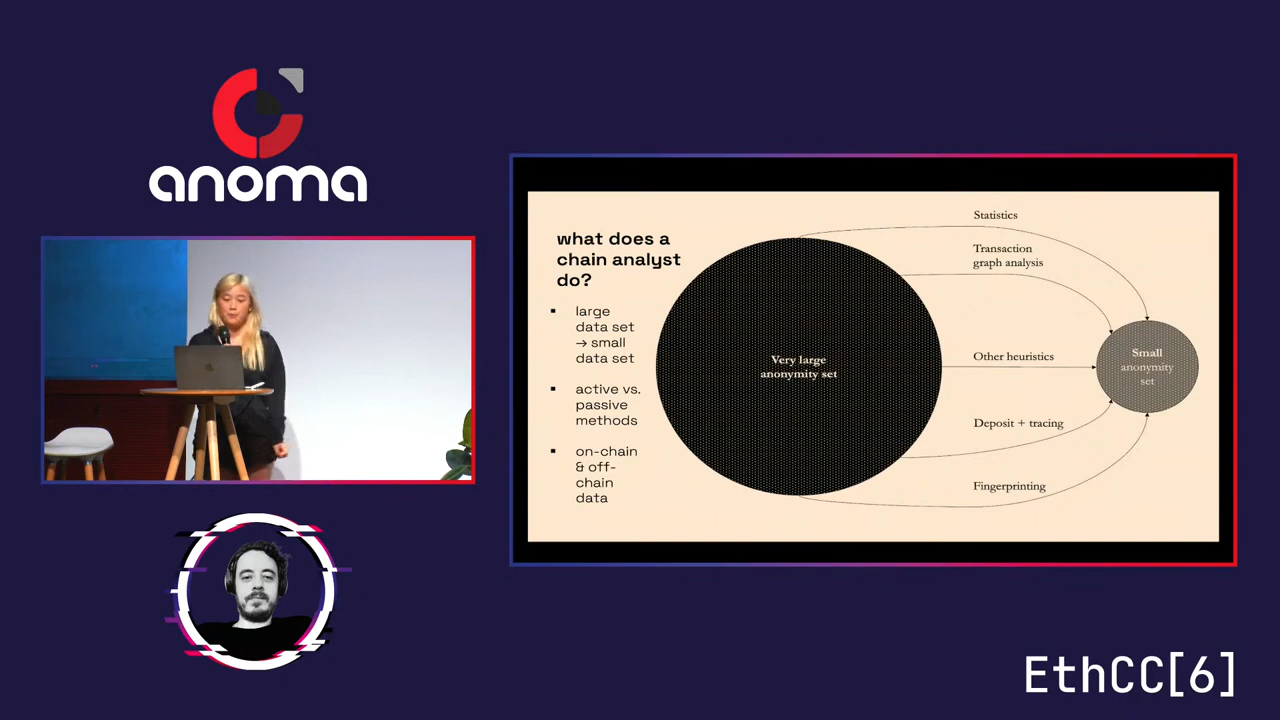 anoma
what does a
chain analyst
do?
▪ large
data set
→ small
data set
▪ active vs.
passive
methods
▪ on-chain
& off-
chain
data
Very large
anonymity set
Statistics
Transaction
graph analysis
Other heuristics
Deposit + tracing
Fingerprinting
Small
anonymity
set
EthCC[6]